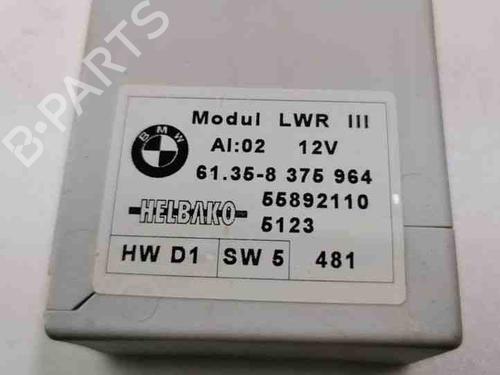 B-PARTS
Modul LWR III
BMW
AI:02 12V
61.35-8 375 964
55892110
HELBAKO
5123
HW D1 SW 5 481